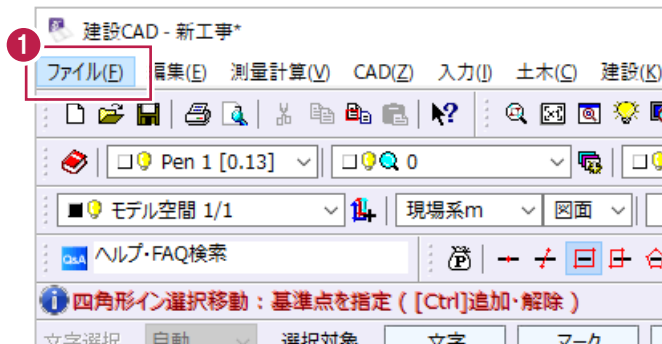 建設CAD - 新工事*
1
ファイル(F) 編集(E) 測量計算(V) CAD(Z) 入力(I) 土木(C) 建設(K)
Pen 1 [0.13] 0
モデル空間 1/1 現場系m 図面
Q&A ヘルプ・FAQ検索 P
四角形イン選択移動 : 基準点を指定 ( [Ctrl]追加・解除 )
文字選択 自動 選択対象 文字 マーク